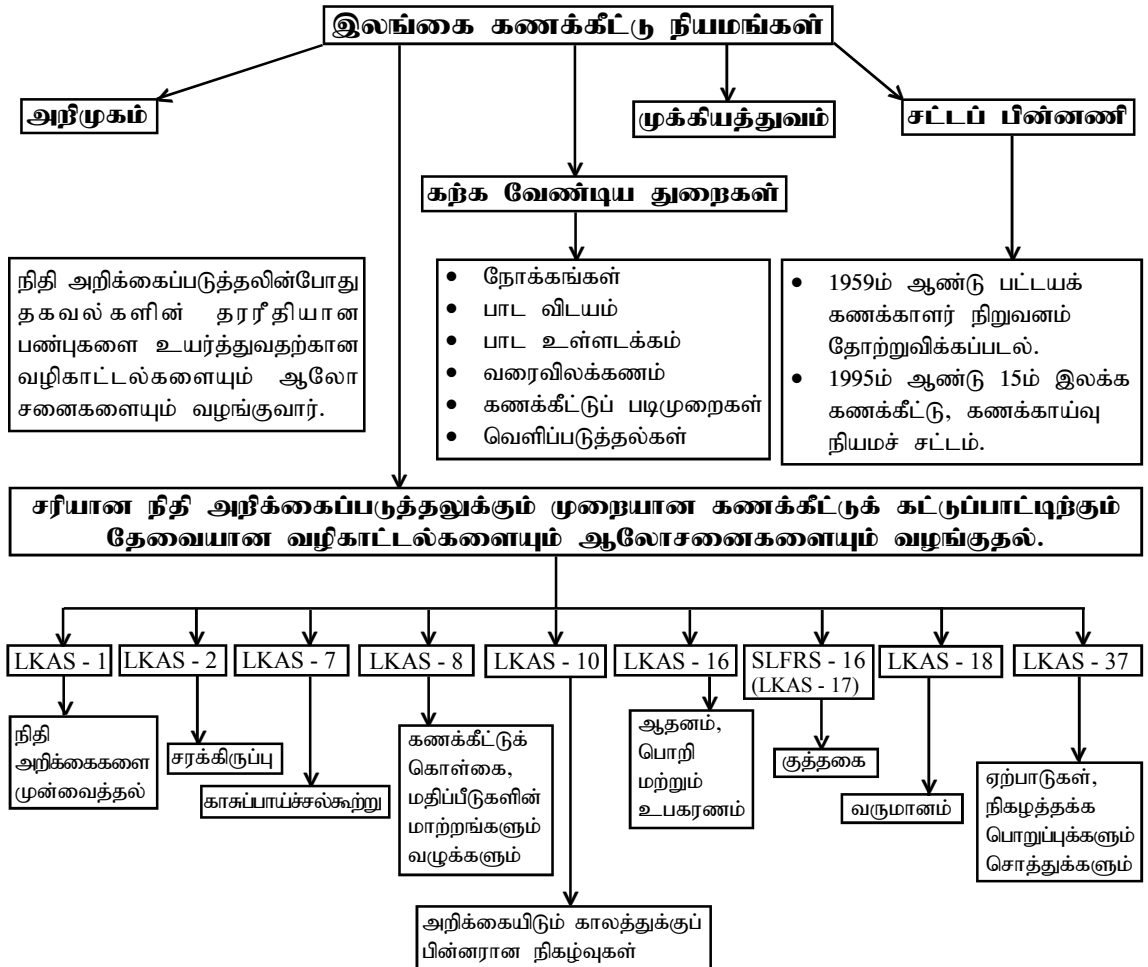 இலங்கை கணக்கீட்டு நியமங்கள்
அறிமுகம்
முக்கியத்துவம்
சட்டப் பின்னணி
கற்க வேண்டிய துறைகள்
நிதி அறிக்கைப்படுத்தலின்போது
தகவல்களின் தரரீதியான
பண்புகளை உயர்த்துவதற்கான
வழிகாட்டல்களையும் ஆலோ
சனைகளையும் வழங்குவார்.
• நோக்கங்கள்
• பாட விடயம்
• பாட உள்ளடக்கம்
• வரைவிலக்கணம்
• கணக்கீட்டுப் படிமுறைகள்
• வெளிப்படுத்தல்கள்
• 1959ம் ஆண்டு பட்டயக்
கணக்காளர் நிறுவனம்
தோற்றுவிக்கப்படல்.
• 1995ம் ஆண்டு 15ம் இலக்க
கணக்கீட்டு, கணக்காய்வு
நியமச் சட்டம்.
சரியான நிதி அறிக்கைப்படுத்தலுக்கும் முறையான கணக்கீட்டுக் கட்டுப்பாட்டிற்கும்
தேவையான வழிகாட்டல்களையும் ஆலோசனைகளையும் வழங்குதல்.
LKAS - 1
LKAS - 2
LKAS - 7
LKAS - 8
LKAS - 10
LKAS - 16
SLFRS - 16
(LKAS - 17)
LKAS - 18
LKAS - 37
நிதி
அறிக்கைகளை
முன்வைத்தல்
சரக்கிருப்பு
காசுப்பாய்ச்சல்கூற்று
கணக்கீட்டுக்
கொள்கை,
மதிப்பீடுகளின்
மாற்றங்களும்
வழுக்களும்
அறிக்கையிடும் காலத்துக்குப்
பின்னரான நிகழ்வுகள்
ஆதனம்,
பொறி
மற்றும்
உபகரணம்
குத்தகை
வருமானம்
ஏற்பாடுகள்,
நிகழத்தக்க
பொறுப்புக்களும்
சொத்துக்களும்